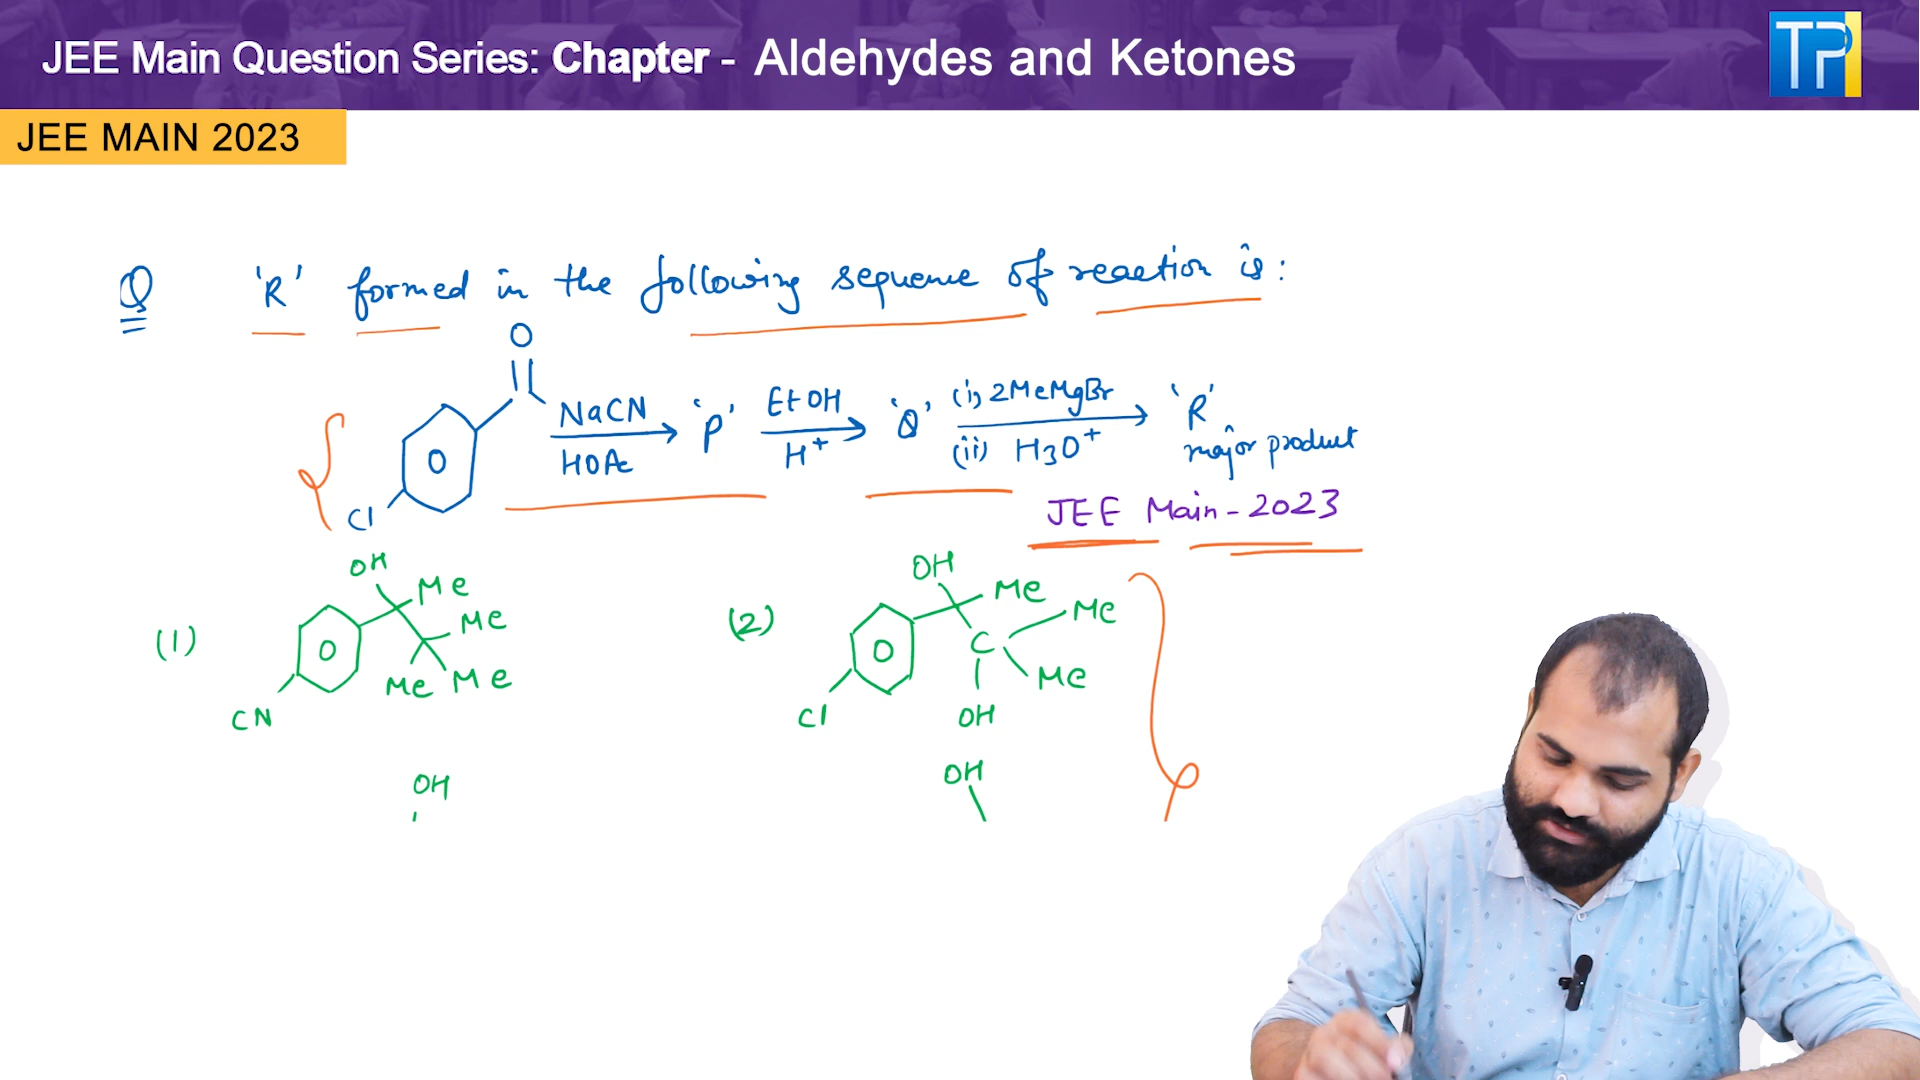 JEE Main Question Series: Chapter - Aldehydes and Ketones
TP
JEE MAIN 2023
Q 'R' formed in the following sequence of reaction is:
O
Cl
NaCN
HOAc
'P'
EtOH
H+
'Q'
(i) 2MeMgBr
(ii) H3O+
'R'
major product
JEE Main - 2023
(1)
OH
Me
Me
Me Me
CN
(2)
OH
Me
Me
C
Me
OH
Cl
OH
OH